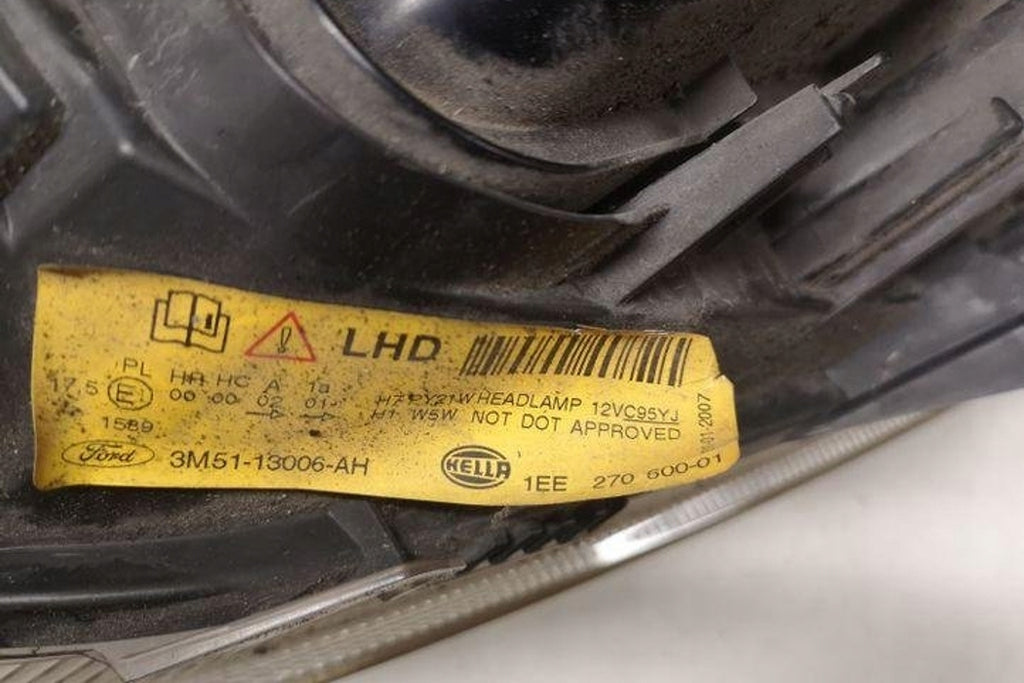 LHD
PL HR HC A 1a
17.5 E1 00 00 02 01
1589
H7 PY21W HEADLAMP 12VC95YJ
H1 W5W NOT DOT APPROVED
Ford 3M51-13006-AH
HELLA 1EE 270 600-01
.01.2007